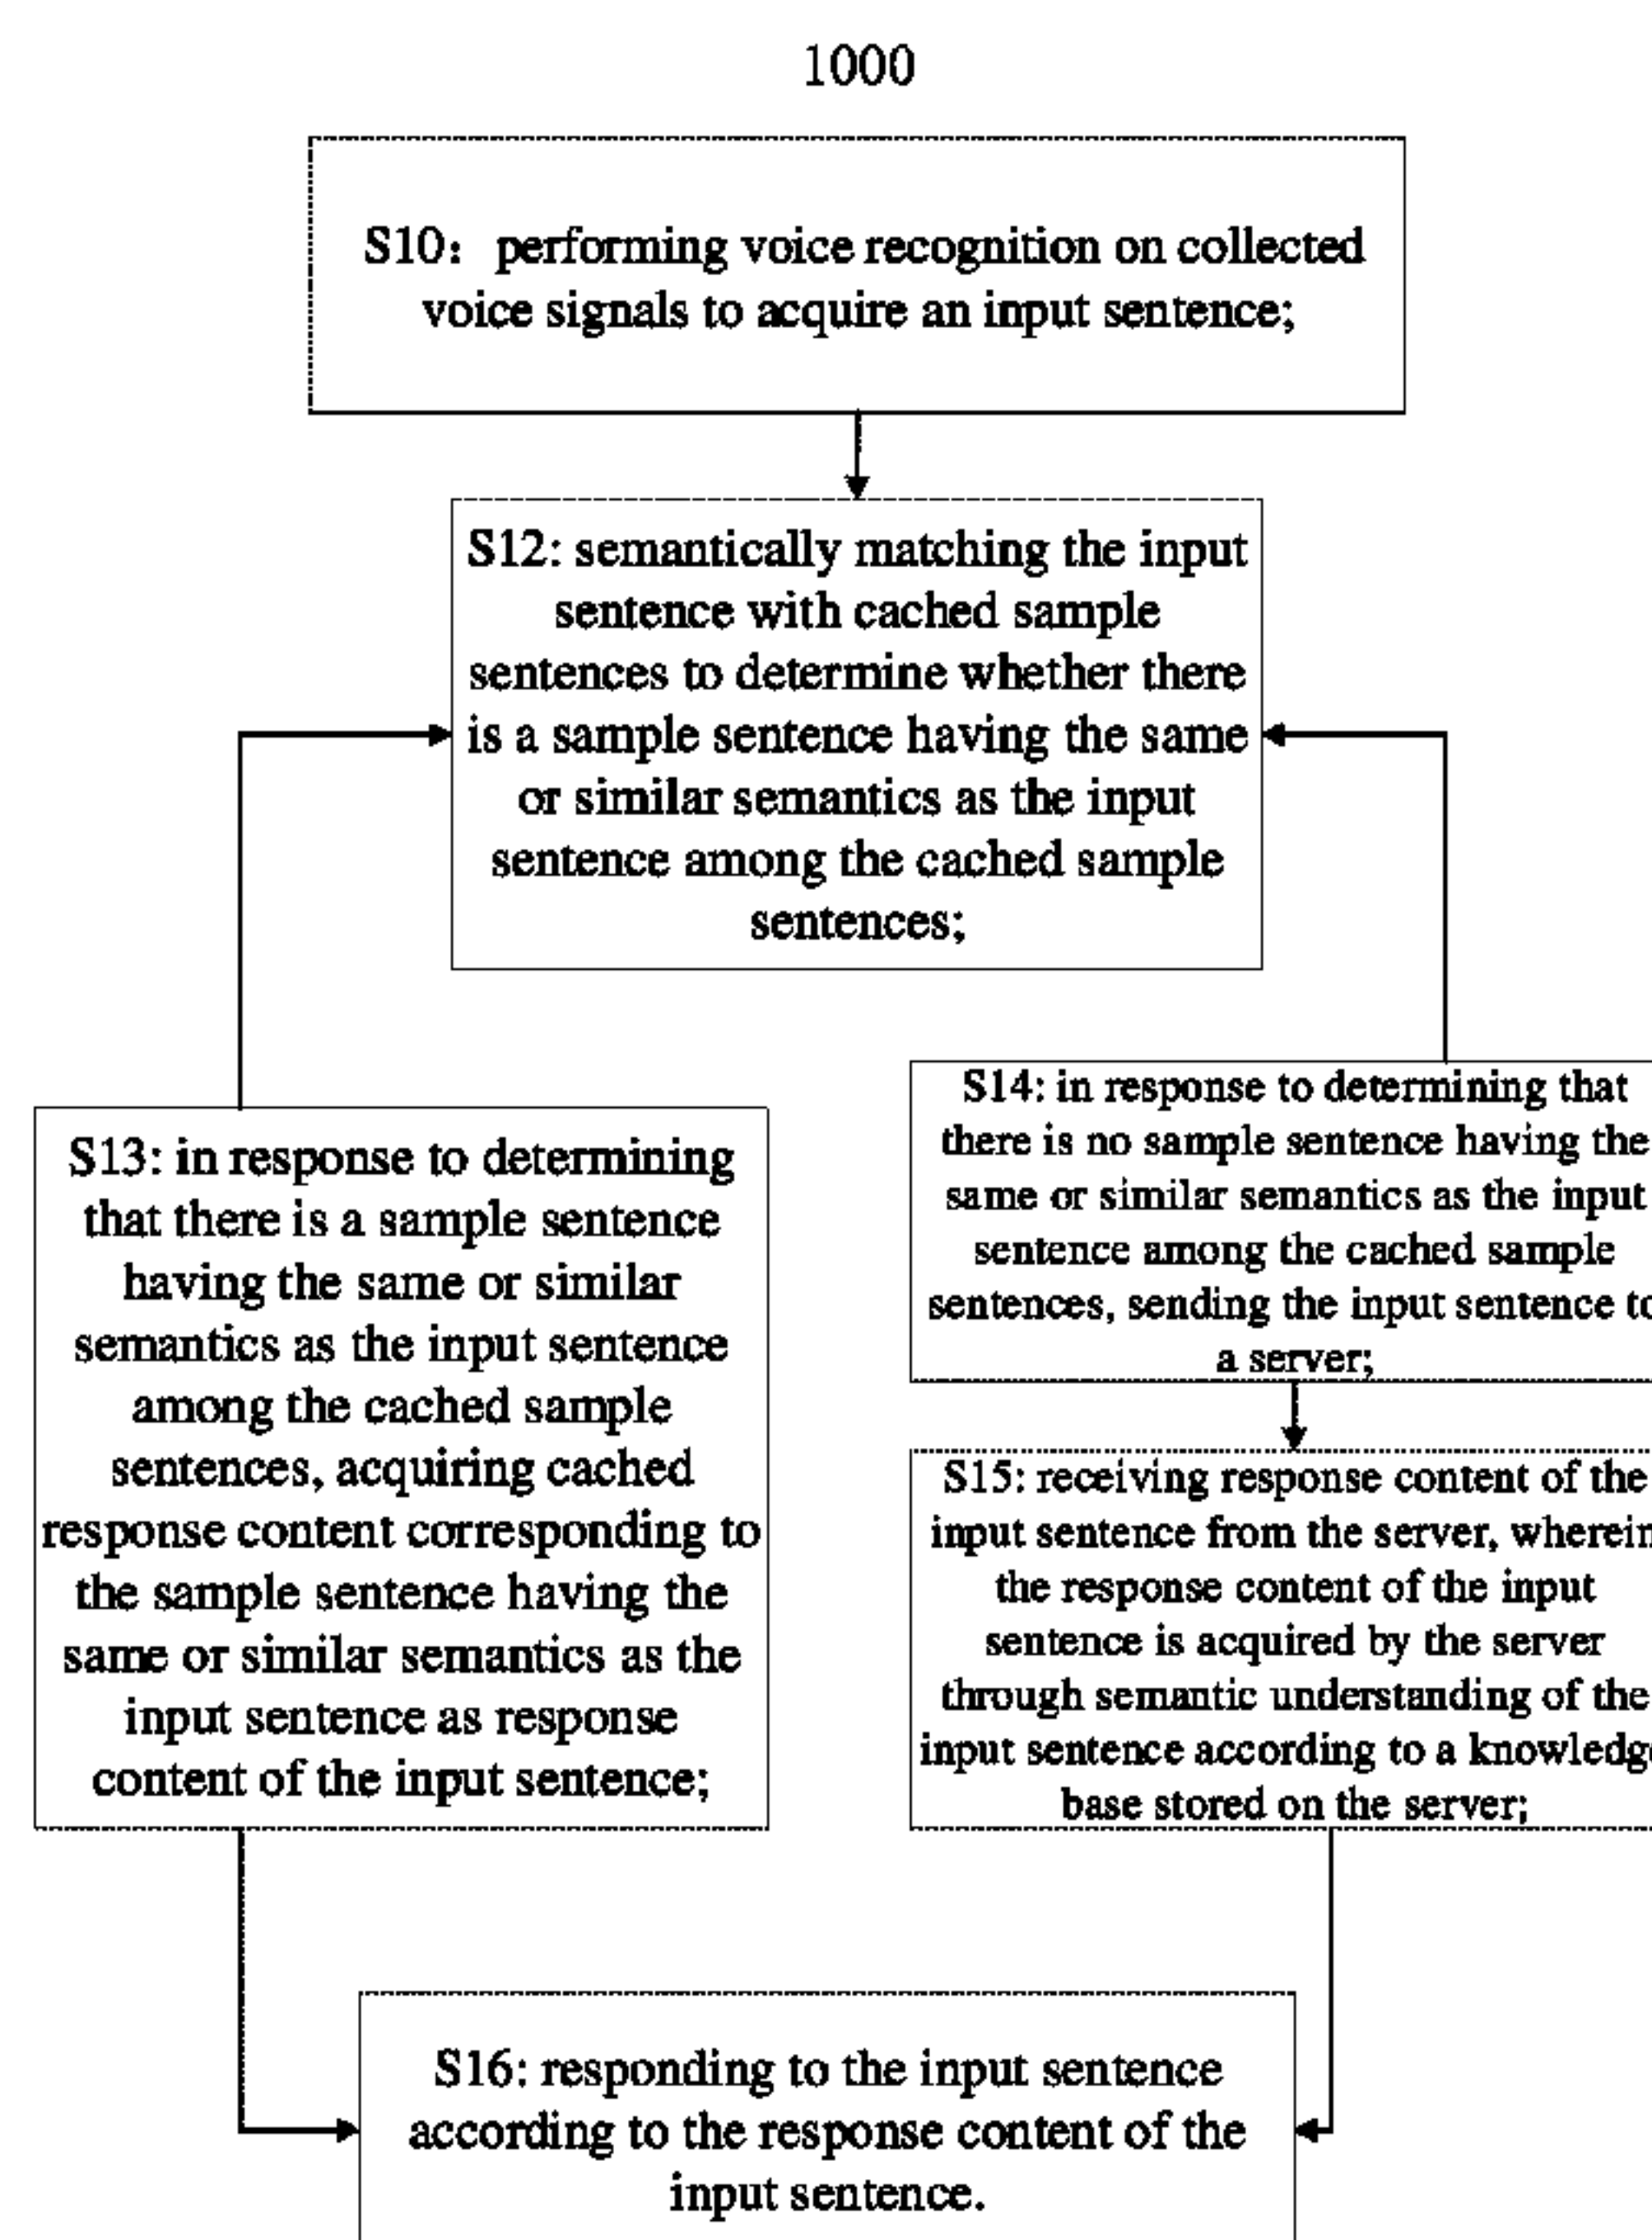 1000
S10: performing voice recognition on collected
voice signals to acquire an input sentence;
S12: semantically matching the input
sentence with cached sample
sentences to determine whether there
is a sample sentence having the same
or similar semantics as the input
sentence among the cached sample
sentences;
S13: in response to determining
that there is a sample sentence
having the same or similar
semantics as the input sentence
among the cached sample
sentences, acquiring cached
response content corresponding to
the sample sentence having the
same or similar semantics as the
input sentence as response
content of the input sentence;
S14: in response to determining that
there is no sample sentence having the
same or similar semantics as the input
sentence among the cached sample
sentences, sending the input sentence to
a server;
S15: receiving response content of the
input sentence from the server, wherein
the response content of the input
sentence is acquired by the server
through semantic understanding of the
input sentence according to a knowledge
base stored on the server;
S16: responding to the input sentence
according to the response content of the
input sentence.